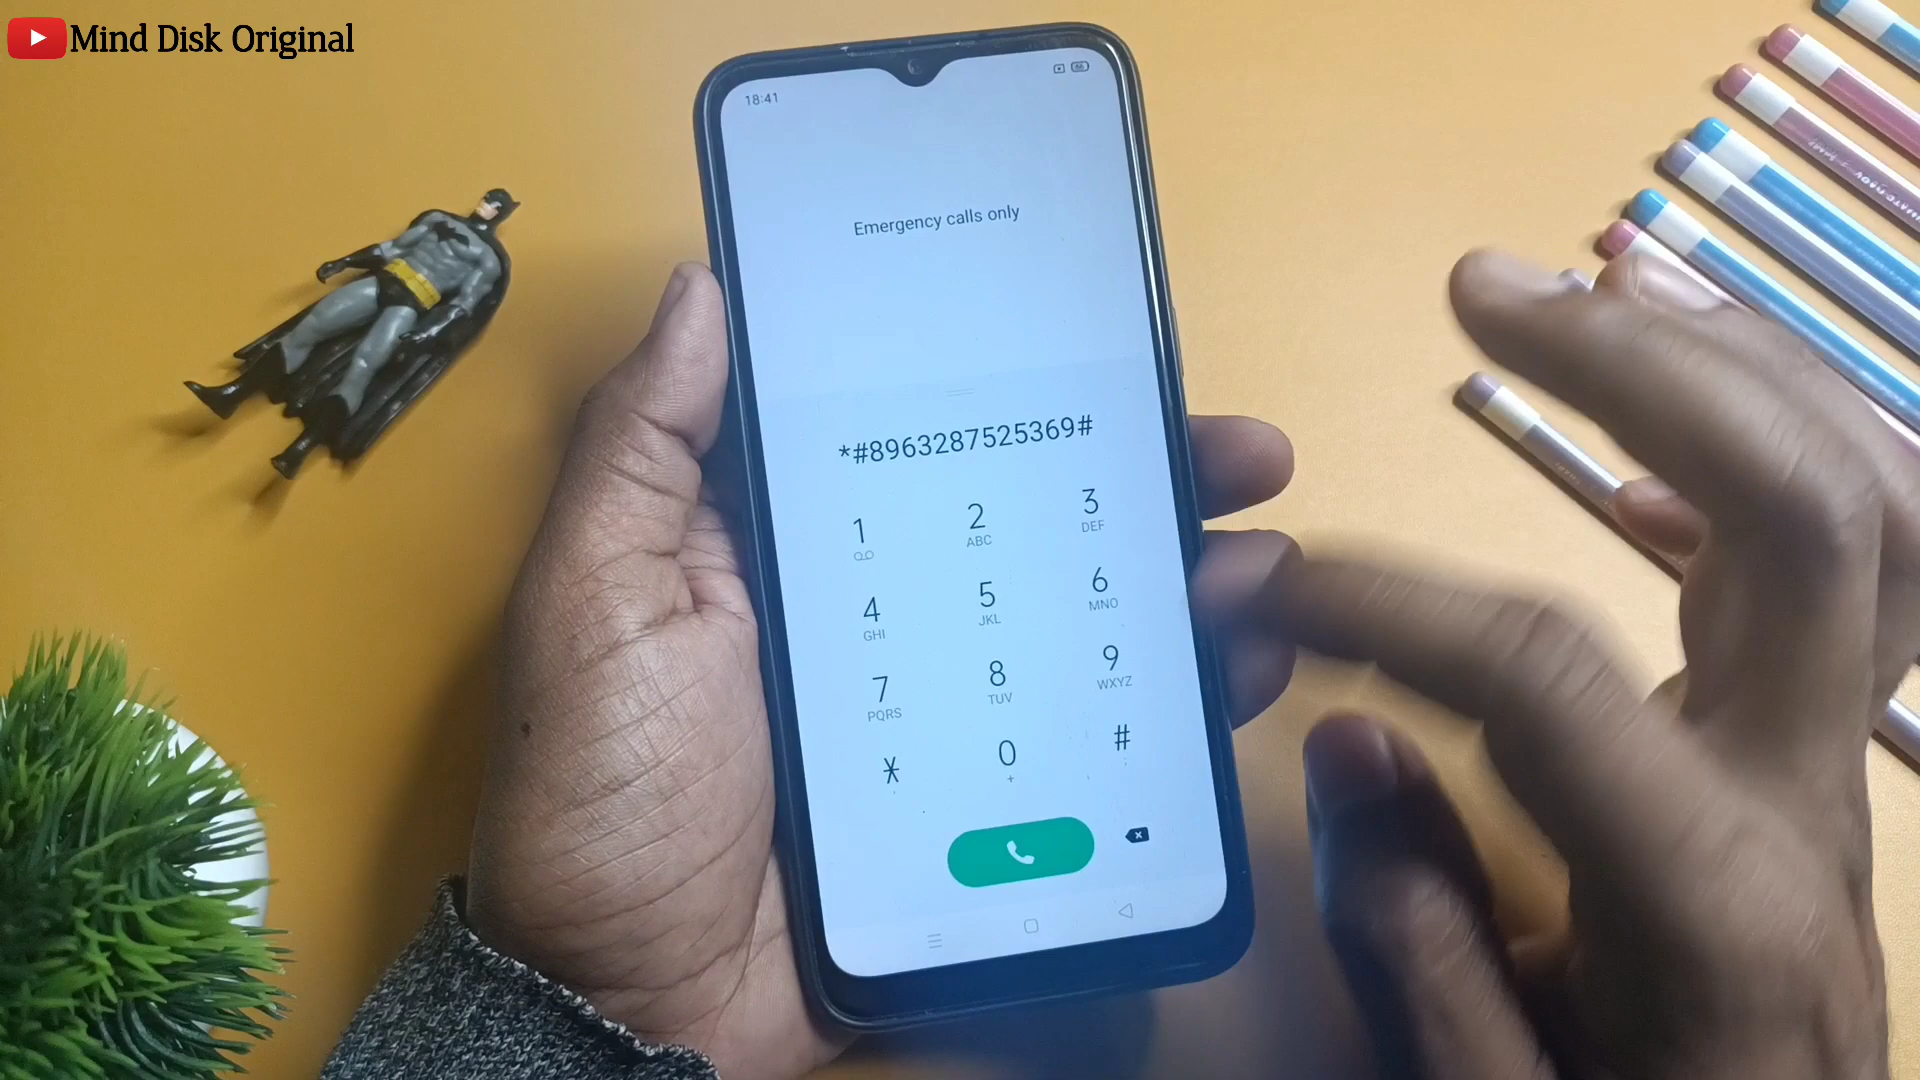 Mind Disk Original
18:41
Emergency calls only
*#8963287525369#
1 2 3
ABC DEF
4 5 6
GHI JKL MNO
7 8 9
PQRS TUV WXYZ
* 0 #
+